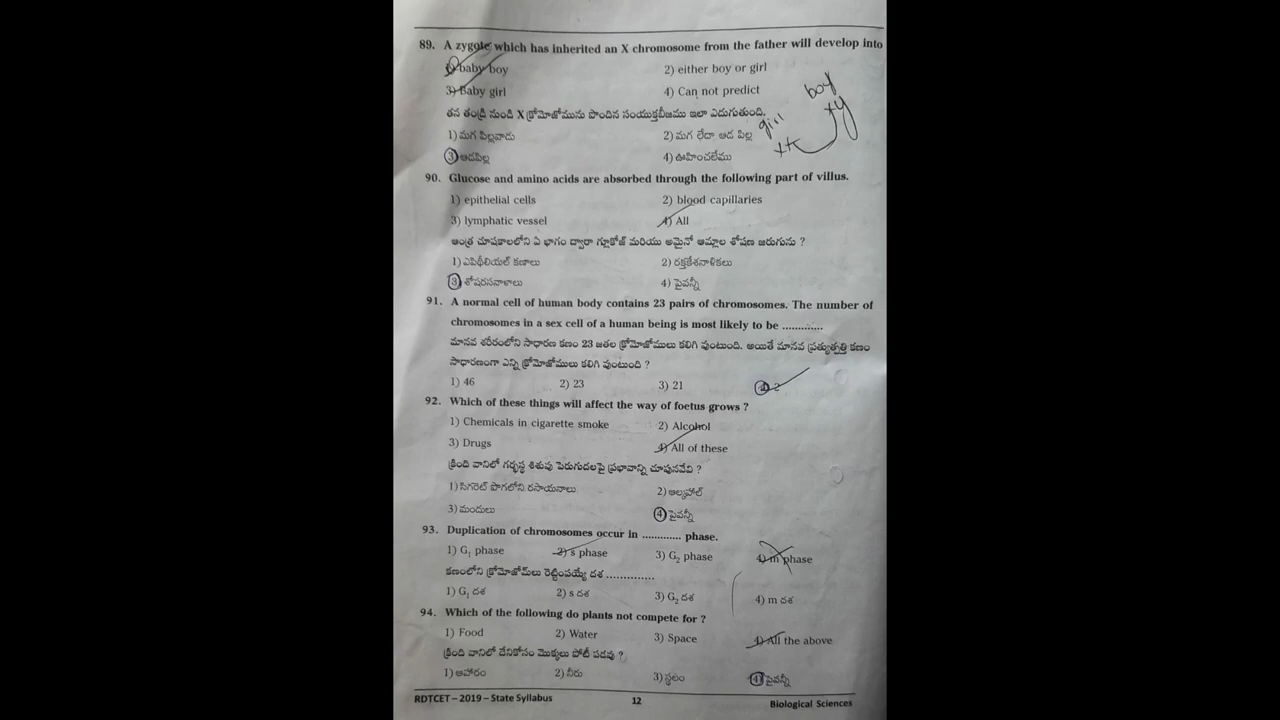 89. A zygote which has inherited an X chromosome from the father will develop into
1) baby boy 2) either boy or girl
3) Baby girl 4) Can not predict
boy
xy
తన తండ్రి నుండి X క్రోమోజోమును పొందిన సంయుక్తబీజము ఇలా ఎదుగుతుంది.
girl
xx
1) మగ పిల్లవాడు 2) మగ లేదా ఆడ పిల్ల
3) ఆడపిల్ల 4) ఊహించలేము
90. Glucose and amino acids are absorbed through the following part of villus.
1) epithelial cells 2) blood capillaries
3) lymphatic vessel 4) All
ఆంత్ర చూషకాలలోని ఏ భాగం ద్వారా గ్లూకోజ్ మరియు అమైనో ఆమ్లాల శోషణ జరుగును ?
1) ఎపిథీలియల్ కణాలు 2) రక్తకేశనాళికలు
3) శోషరసనాళాలు 4) పైవన్నీ
91. A normal cell of human body contains 23 pairs of chromosomes. The number of
chromosomes in a sex cell of a human being is most likely to be .............
మానవ శరీరంలోని సాధారణ కణం 23 జతల క్రోమోజోములు కలిగి వుంటుంది. అయితే మానవ ప్రత్యుత్పత్తి కణం
సాధారణంగా ఎన్ని క్రోమోజోములు కలిగి వుంటుంది ?
1) 46 2) 23 3) 21 4) 2
92. Which of these things will affect the way of foetus grows ?
1) Chemicals in cigarette smoke 2) Alcohol
3) Drugs 4) All of these
క్రింది వానిలో గర్భస్థ శిశువు పెరుగుదలపై ప్రభావాన్ని చూపునవేవి ?
1) సిగరెట్ పొగలోని రసాయనాలు 2) ఆల్కహాల్
3) మందులు 4) పైవన్నీ
93. Duplication of chromosomes occur in ............. phase.
1) G₁ phase 2) s phase 3) G₂ phase 4) m phase
కణంలోని క్రోమోజోమ్‌లు రెట్టింపయ్యే దశ ..............
1) G₁ దశ 2) s దశ 3) G₂ దశ 4) m దశ
94. Which of the following do plants not compete for ?
1) Food 2) Water 3) Space 4) All the above
క్రింది వానిలో దేనికోసం మొక్కలు పోటీ పడవు ?
1) ఆహారం 2) నీరు 3) స్థలం 4) పైవన్నీ
RDTCET – 2019 – State Syllabus 12 Biological Sciences